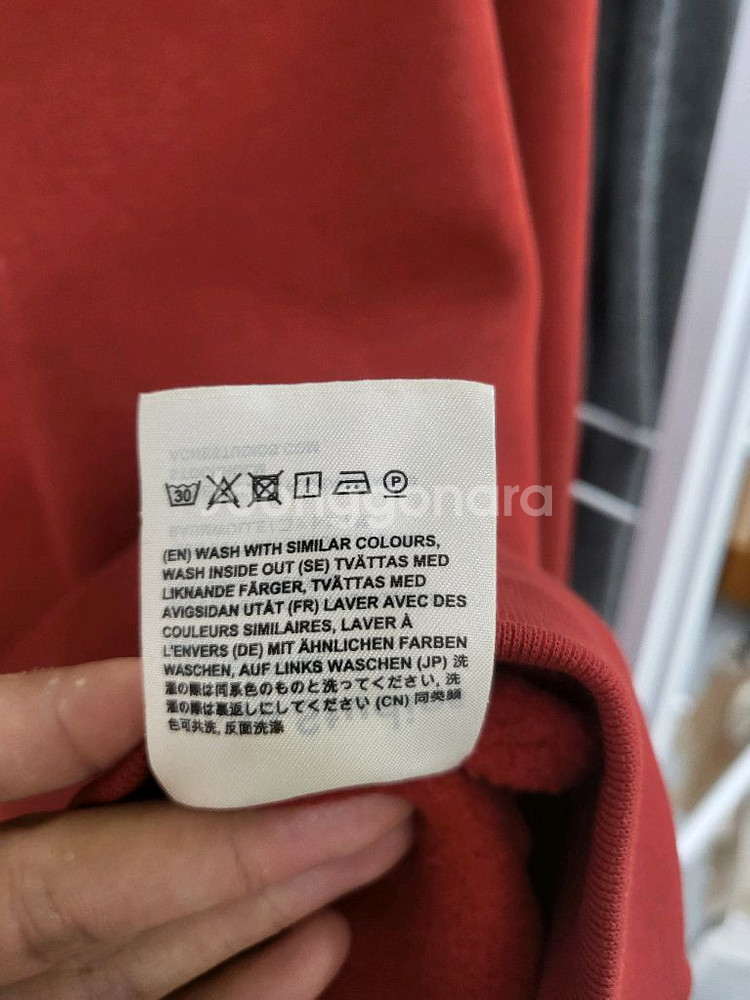 ACNESTUDIOS.COM
30 P
(EN) WASH WITH SIMILAR COLOURS,
WASH INSIDE OUT (SE) TVÄTTAS MED
LIKNANDE FÄRGER, TVÄTTAS MED
AVIGSIDAN UTÅT (FR) LAVER AVEC DES
COULEURS SIMILAIRES, LAVER À
L'ENVERS (DE) MIT ÄHNLICHEN FARBEN
WASCHEN, AUF LINKS WASCHEN (JP) 洗
濯の際は同系色のものと洗ってください, 洗
濯の際は裏返しにしてください (CN) 同类颜
色可共洗, 反面洗涤